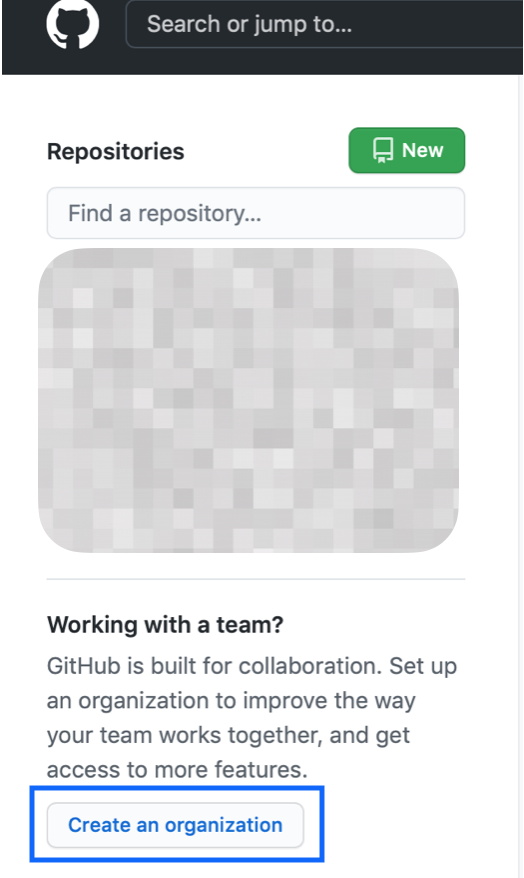 Search or jump to...
Repositories
New
Find a repository...
Working with a team?
GitHub is built for collaboration. Set up
an organization to improve the way
your team works together, and get
access to more features.
Create an organization